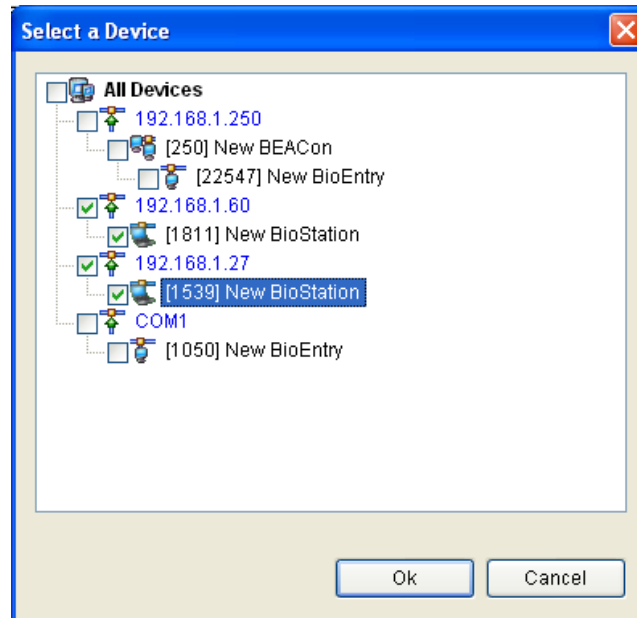 Select a Device
All Devices
192.168.1.250
[250] New BEACon
[22547] New BioEntry
192.168.1.60
[1811] New BioStation
192.168.1.27
[1539] New BioStation
COM1
[1050] New BioEntry
Ok Cancel